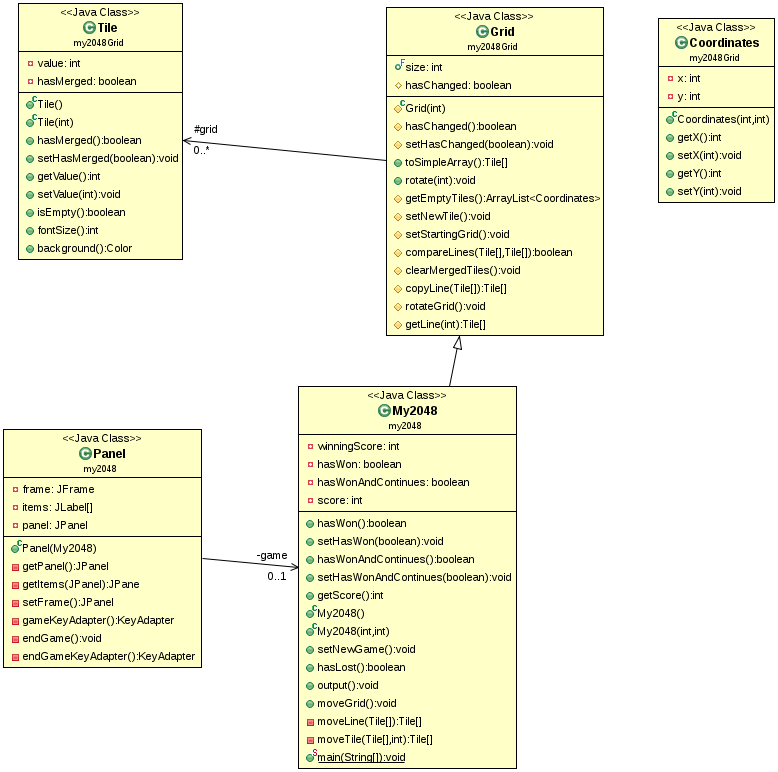 <<Java Class>>
Tile
my2048Grid
value: int
hasMerged: boolean
Tile()
Tile(int)
hasMerged():boolean
setHasMerged(boolean):void
getValue():int
setValue(int):void
isEmpty():boolean
fontSize():int
background():Color
#grid
0..*
<<Java Class>>
Grid
my2048Grid
size: int
hasChanged: boolean
Grid(int)
hasChanged():boolean
setHasChanged(boolean):void
toSimpleArray():Tile[]
rotate(int):void
getEmptyTiles():ArrayList<Coordinates>
setNewTile():void
setStartingGrid():void
compareLines(Tile[],Tile[]):boolean
clearMergedTiles():void
copyLine(Tile[]):Tile[]
rotateGrid():void
getLine(int):Tile[]
<<Java Class>>
Coordinates
my2048Grid
x: int
y: int
Coordinates(int,int)
getX():int
setX(int):void
getY():int
setY(int):void
<<Java Class>>
Panel
my2048
frame: JFrame
items: JLabel[]
panel: JPanel
Panel(My2048)
getPanel():JPanel
getItems(JPanel):JPane
setFrame():JPanel
gameKeyAdapter():KeyAdapter
endGame():void
endGameKeyAdapter():KeyAdapter
-game
0..1
<<Java Class>>
My2048
my2048
winningScore: int
hasWon: boolean
hasWonAndContinues: boolean
score: int
hasWon():boolean
setHasWon(boolean):void
hasWonAndContinues():boolean
setHasWonAndContinues(boolean):void
getScore():int
My2048()
My2048(int,int)
setNewGame():void
hasLost():boolean
output():void
moveGrid():void
moveLine(Tile[]):Tile[]
moveTile(Tile[],int):Tile[]
main(String[]):void